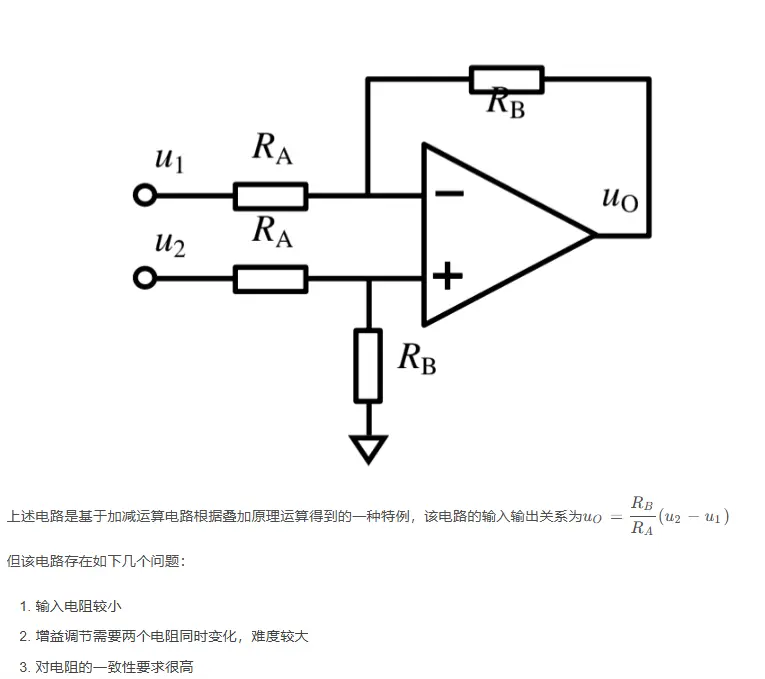 R_B
u_1
R_A
u_O
u_2
R_A
R_B
上述电路是基于加减运算电路根据叠加原理运算得到的一种特例，该电路的输入输出关系为u_O = \frac{R_B}{R_A}(u_2 − u_1)
但该电路存在如下几个问题：
1. 输入电阻较小
2. 增益调节需要两个电阻同时变化，难度较大
3. 对电阻的一致性要求很高